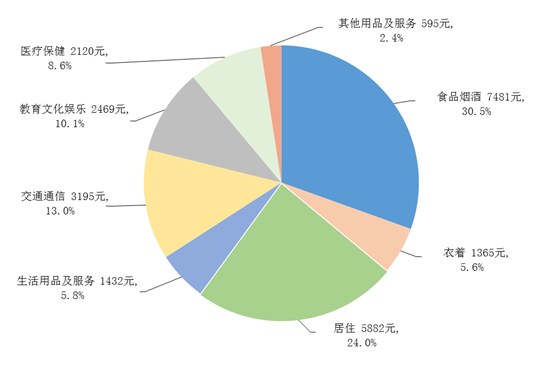 其他用品及服务 595元,
2.4%
食品烟酒 7481元,
30.5%
衣着 1365元,
5.6%
居住 5882元,
24.0%
生活用品及服务 1432元,
5.8%
交通通信 3195元,
13.0%
教育文化娱乐 2469元,
10.1%
医疗保健 2120元,
8.6%